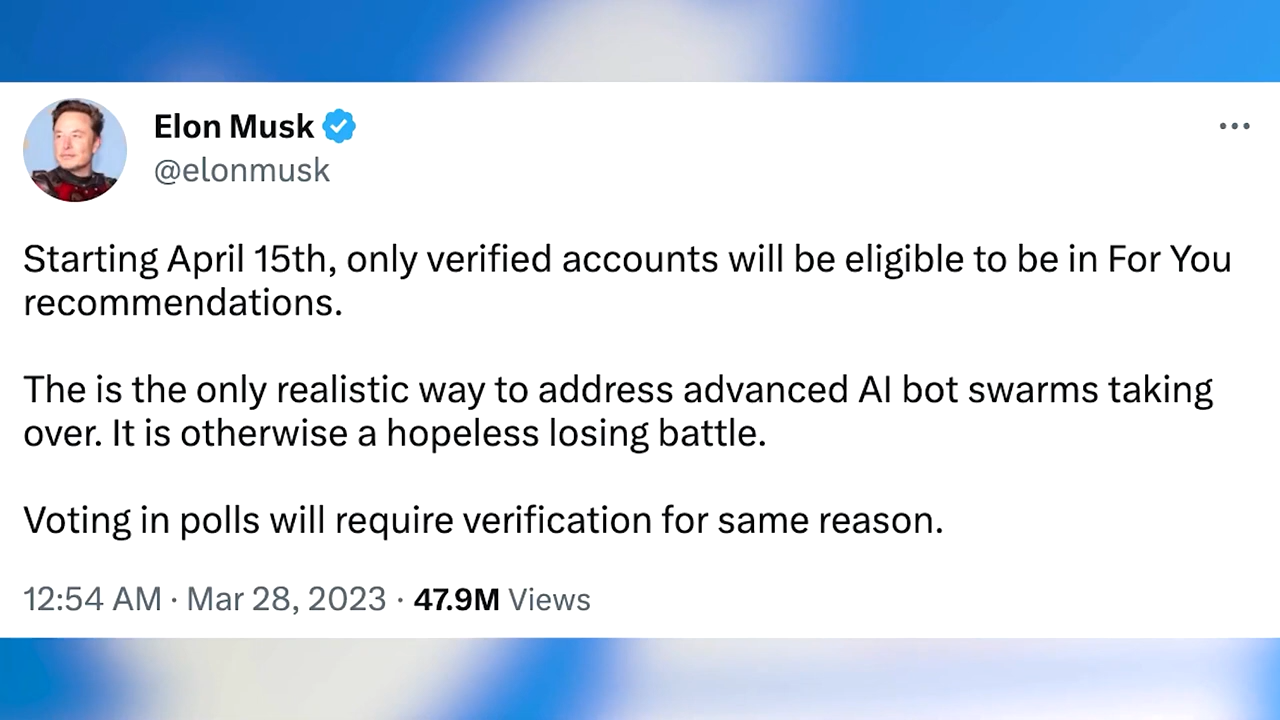 Elon Musk
@elonmusk
Starting April 15th, only verified accounts will be eligible to be in For You
recommendations.
The is the only realistic way to address advanced AI bot swarms taking
over. It is otherwise a hopeless losing battle.
Voting in polls will require verification for same reason.
12:54 AM · Mar 28, 2023 · 47.9M Views